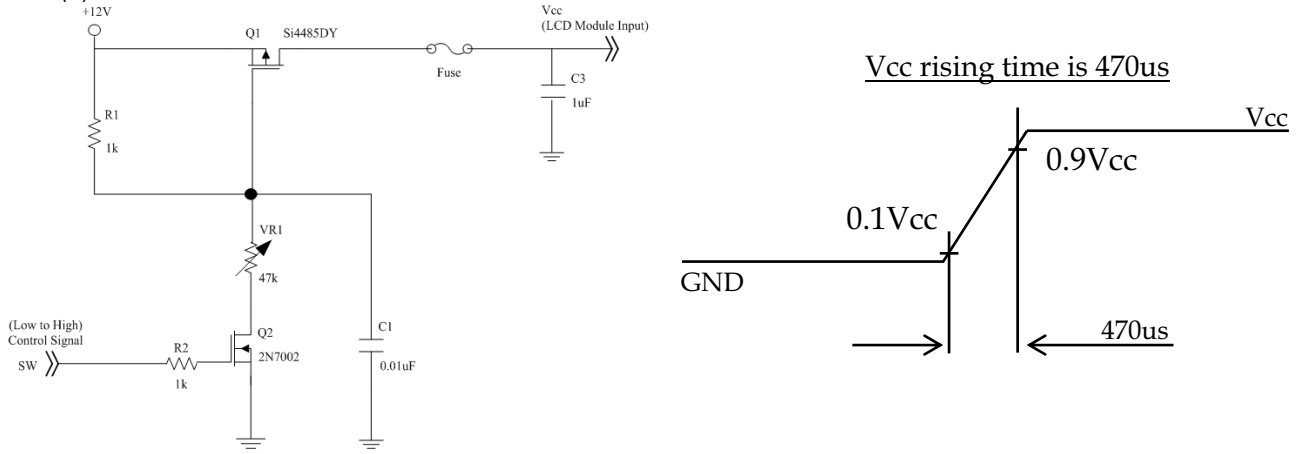 +12V
Q1
Si4485DY
Vcc
(LCD Module Input)
Fuse
C3
1uF
R1
1k
VR1
47k
(Low to High)
Control Signal
SW
R2
1k
Q2
2N7002
C1
0.01uF
Vcc rising time is 470us
Vcc
0.9Vcc
0.1Vcc
GND
470us